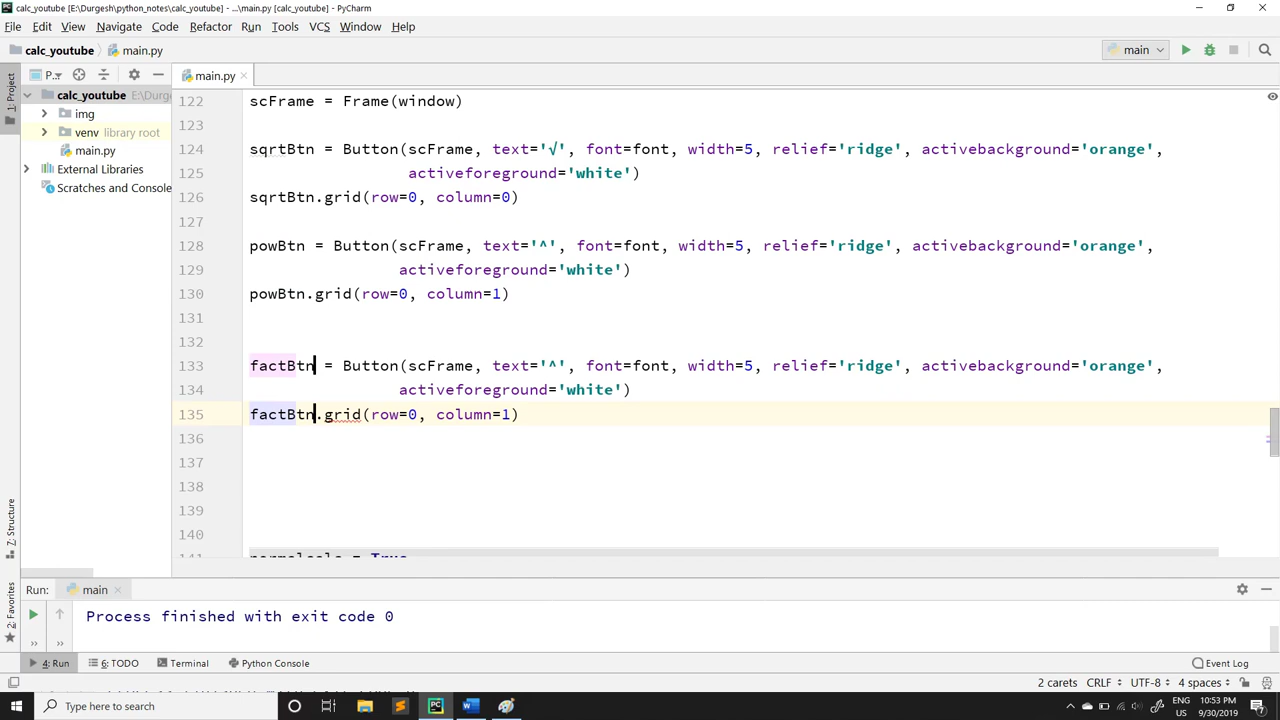 calc_youtube [E:\Durgesh\python_notes\calc_youtube] - ...\main.py [calc_youtube] - PyCharm
File Edit View Navigate Code Refactor Run Tools VCS Window Help
calc_youtube main.py main
P... main.py
calc_youtube E:\Durge
img
venv library root
main.py
External Libraries
Scratches and Console
1: Project
Z: Structure
2: Favorites
122 scFrame = Frame(window)
123
124 sqrtBtn = Button(scFrame, text='√', font=font, width=5, relief='ridge', activebackground='orange',
125 activeforeground='white')
126 sqrtBtn.grid(row=0, column=0)
127
128 powBtn = Button(scFrame, text='^', font=font, width=5, relief='ridge', activebackground='orange',
129 activeforeground='white')
130 powBtn.grid(row=0, column=1)
131
132
133 factBtn = Button(scFrame, text='^', font=font, width=5, relief='ridge', activebackground='orange',
134 activeforeground='white')
135 factBtn.grid(row=0, column=1)
136
137
138
139
140
Run: main
Process finished with exit code 0
4: Run 6: TODO Terminal Python Console Event Log
2 carets CRLF UTF-8 4 spaces
Type here to search
ENG 10:53 PM
US 9/30/2019